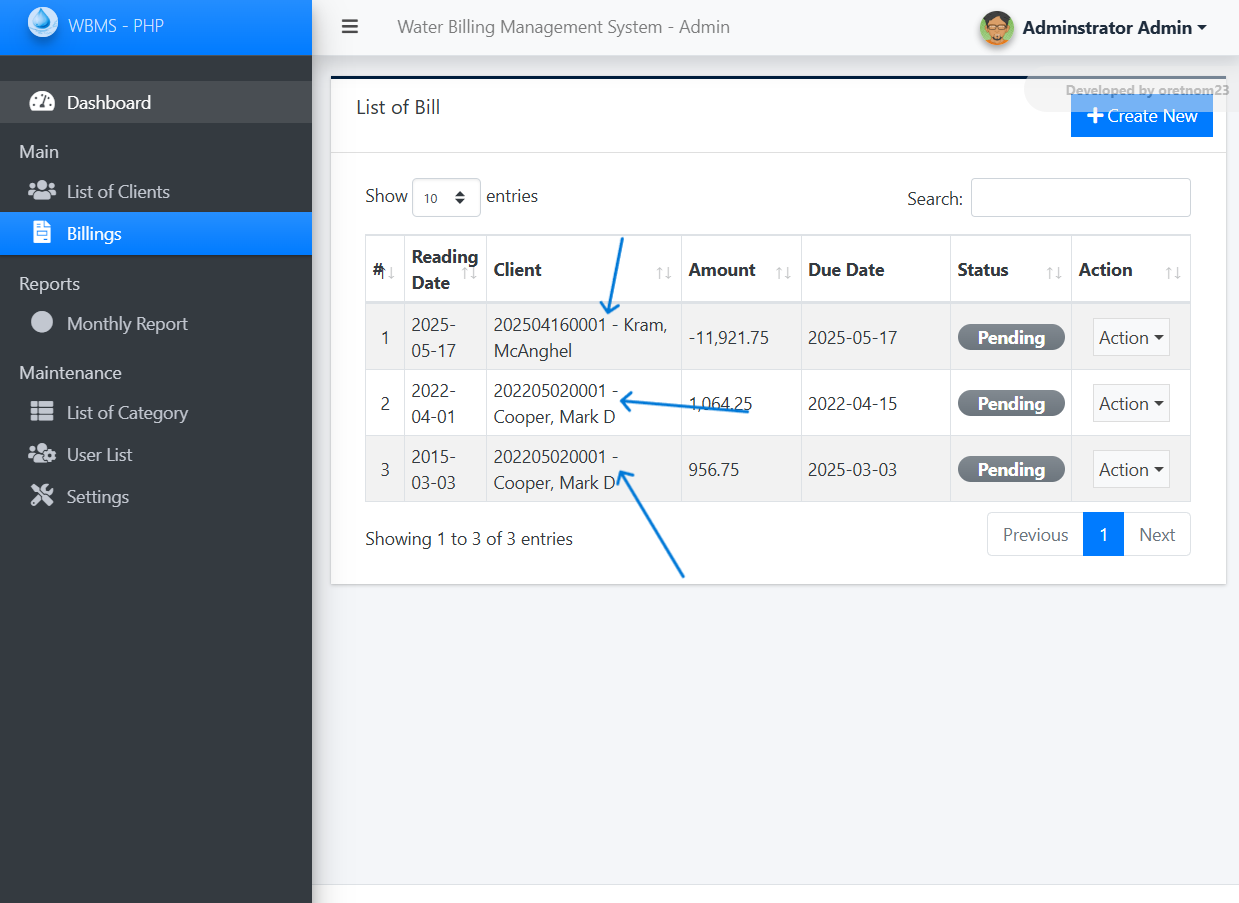 WBMS - PHP
Water Billing Management System - Admin
Adminstrator Admin
Dashboard
Main
List of Clients
Billings
Reports
Monthly Report
Maintenance
List of Category
User List
Settings
Developed by oretnom23
List of Bill
Create New
Show 10 entries
Search:
# Reading Date Client Amount Due Date Status Action
1 2025-05-17 202504160001 - Kram, McAnghel -11,921.75 2025-05-17 Pending Action
2 2022-04-01 202205020001 - Cooper, Mark D 1,064.25 2022-04-15 Pending Action
3 2015-03-03 202205020001 - Cooper, Mark D 956.75 2025-03-03 Pending Action
Showing 1 to 3 of 3 entries
Previous 1 Next